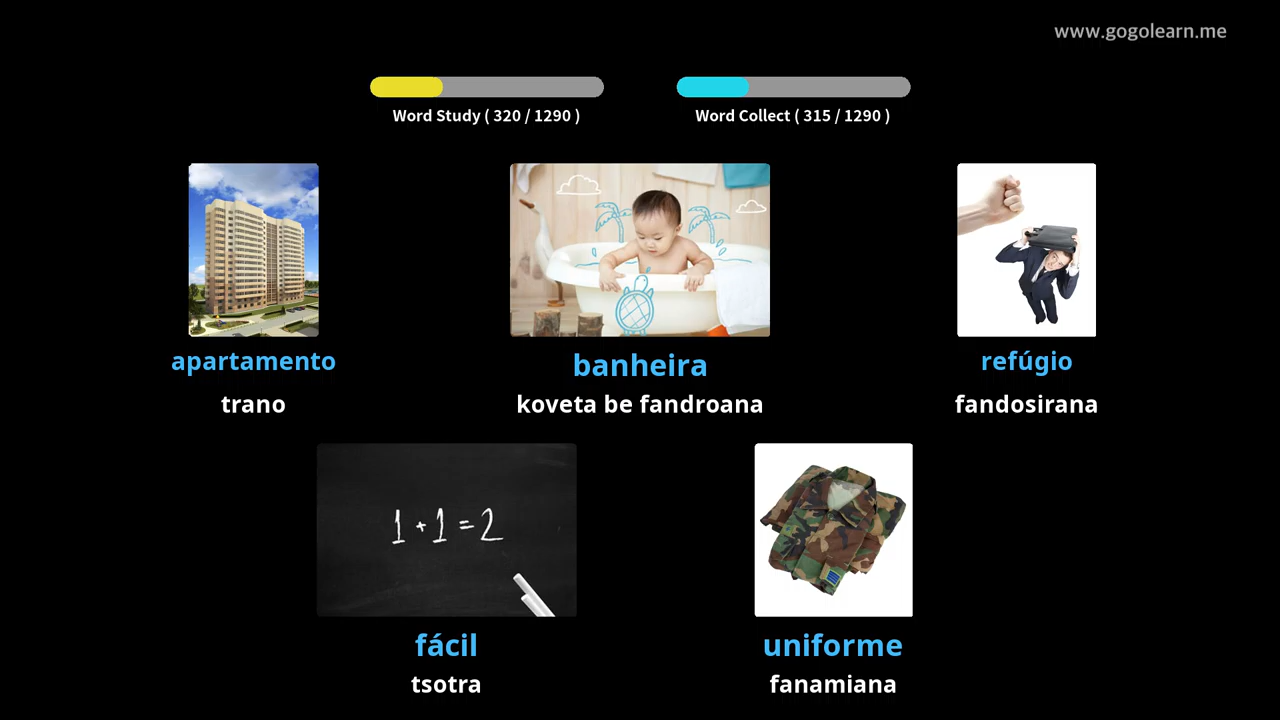 www.gogolearn.me
Word Study ( 320 / 1290 )
Word Collect ( 315 / 1290 )
apartamento
trano
banheira
koveta be fandroana
refúgio
fandosirana
1 + 1 = 2
fácil
tsotra
uniforme
fanamiana